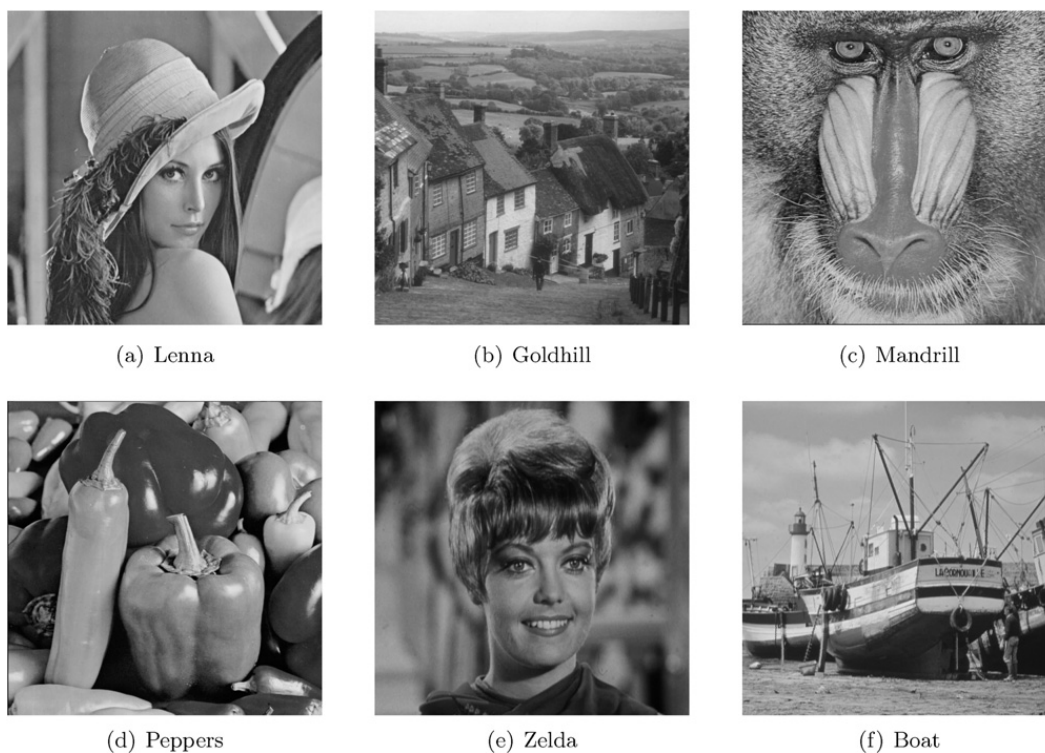 (a) Lenna
(b) Goldhill
(c) Mandrill
(d) Peppers
(e) Zelda
(f) Boat